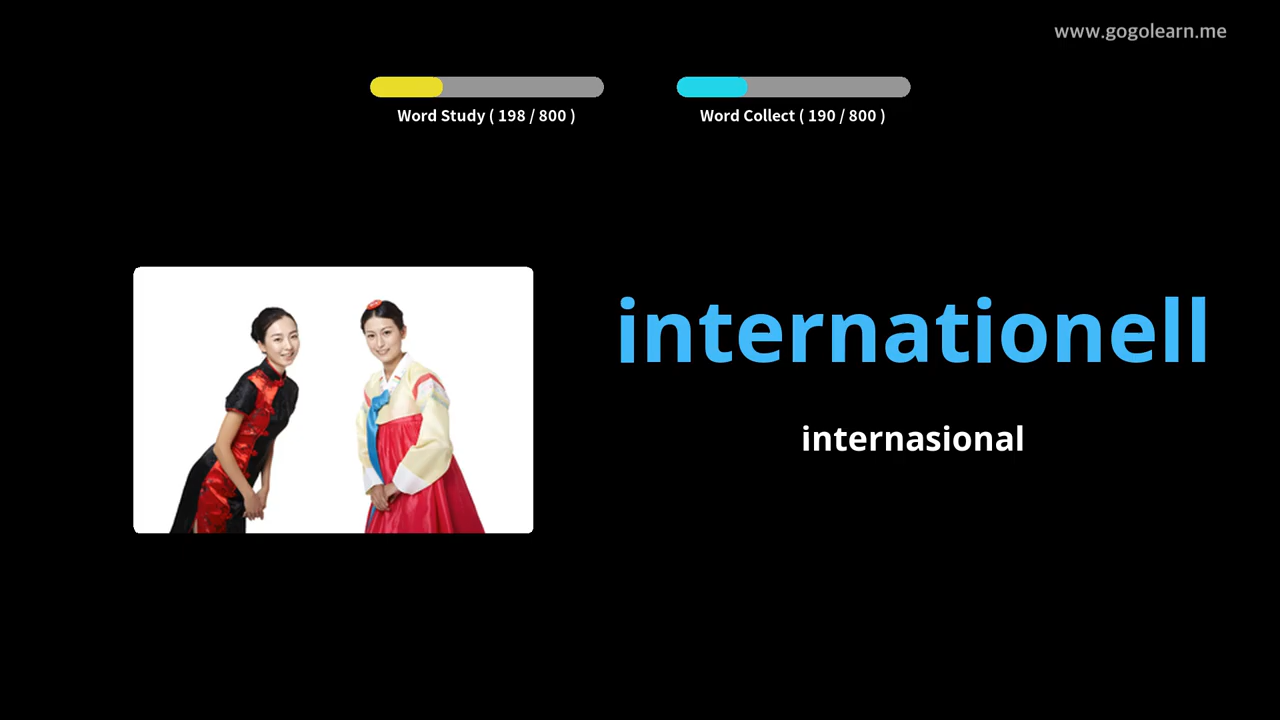 www.gogolearn.me
Word Study ( 198 / 800 )
Word Collect ( 190 / 800 )
internationell
internasional